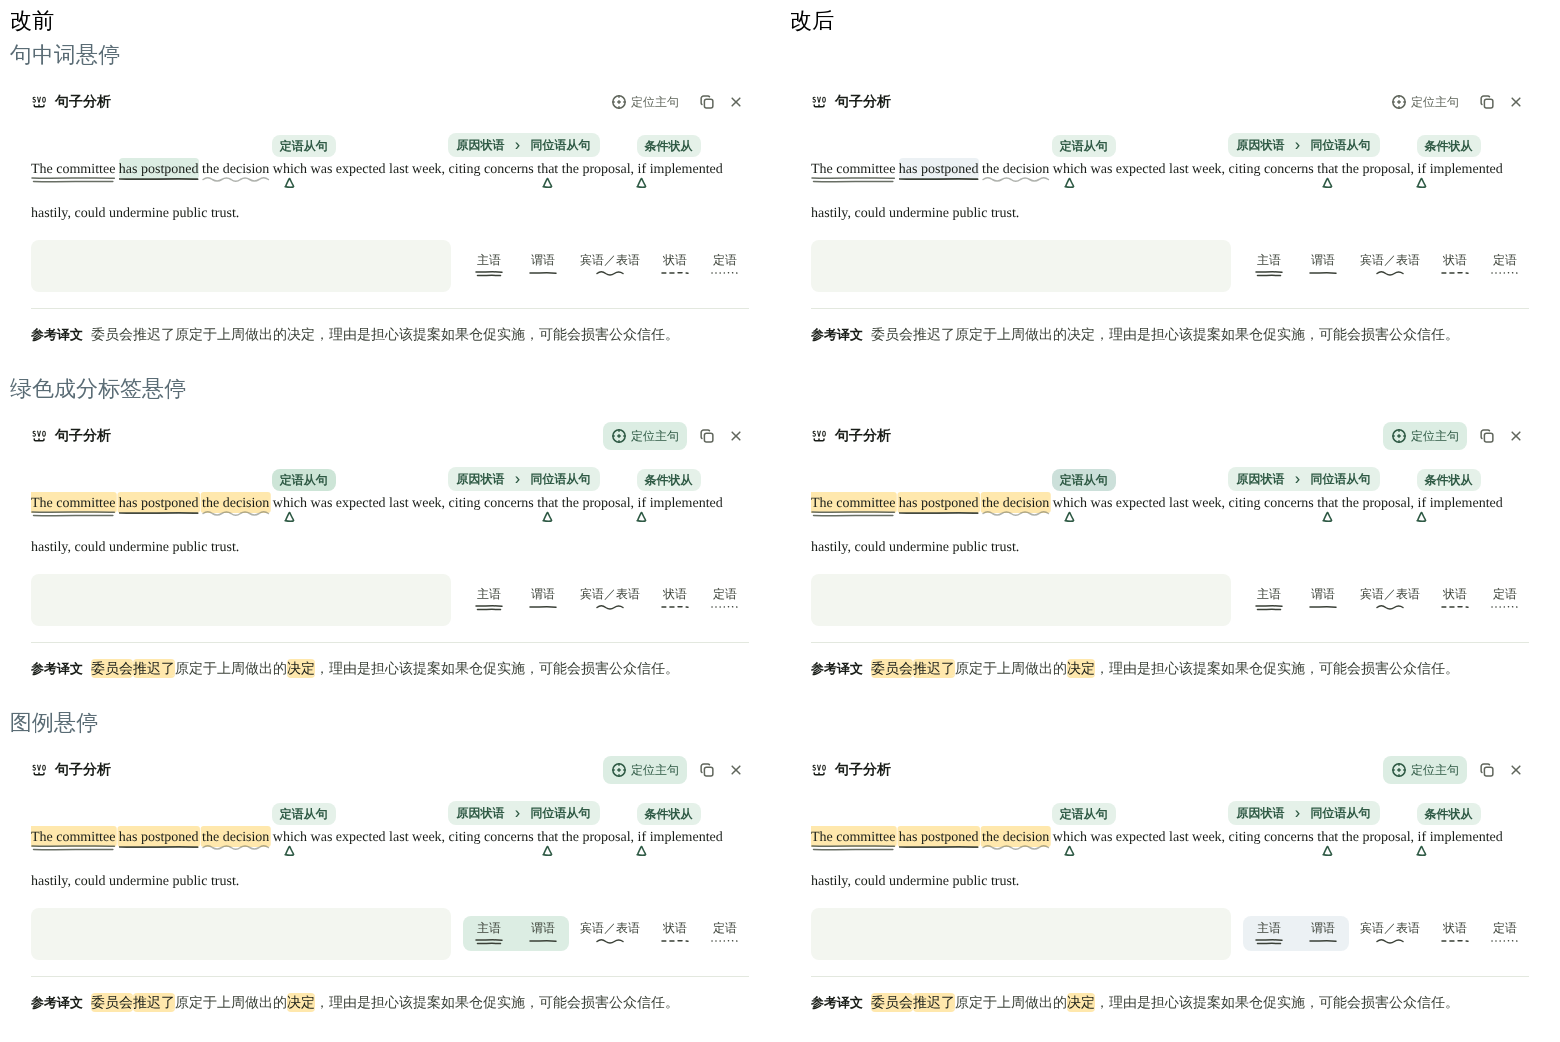 改前
改后
句中词悬停
SVO 句子分析 定位主句
SVO 句子分析 定位主句
定语从句 原因状语 › 同位语从句 条件状从
定语从句 原因状语 › 同位语从句 条件状从
The committee has postponed the decision which was expected last week, citing concerns that the proposal, if implemented
The committee has postponed the decision which was expected last week, citing concerns that the proposal, if implemented
hastily, could undermine public trust.
hastily, could undermine public trust.
主语 谓语 宾语／表语 状语 定语
主语 谓语 宾语／表语 状语 定语
参考译文 委员会推迟了原定于上周做出的决定，理由是担心该提案如果仓促实施，可能会损害公众信任。
参考译文 委员会推迟了原定于上周做出的决定，理由是担心该提案如果仓促实施，可能会损害公众信任。
绿色成分标签悬停
SVO 句子分析 定位主句
SVO 句子分析 定位主句
定语从句 原因状语 › 同位语从句 条件状从
定语从句 原因状语 › 同位语从句 条件状从
The committee has postponed the decision which was expected last week, citing concerns that the proposal, if implemented
The committee has postponed the decision which was expected last week, citing concerns that the proposal, if implemented
hastily, could undermine public trust.
hastily, could undermine public trust.
主语 谓语 宾语／表语 状语 定语
主语 谓语 宾语／表语 状语 定语
参考译文 委员会推迟了原定于上周做出的决定，理由是担心该提案如果仓促实施，可能会损害公众信任。
参考译文 委员会推迟了原定于上周做出的决定，理由是担心该提案如果仓促实施，可能会损害公众信任。
图例悬停
SVO 句子分析 定位主句
SVO 句子分析 定位主句
定语从句 原因状语 › 同位语从句 条件状从
定语从句 原因状语 › 同位语从句 条件状从
The committee has postponed the decision which was expected last week, citing concerns that the proposal, if implemented
The committee has postponed the decision which was expected last week, citing concerns that the proposal, if implemented
hastily, could undermine public trust.
hastily, could undermine public trust.
主语 谓语 宾语／表语 状语 定语
主语 谓语 宾语／表语 状语 定语
参考译文 委员会推迟了原定于上周做出的决定，理由是担心该提案如果仓促实施，可能会损害公众信任。
参考译文 委员会推迟了原定于上周做出的决定，理由是担心该提案如果仓促实施，可能会损害公众信任。